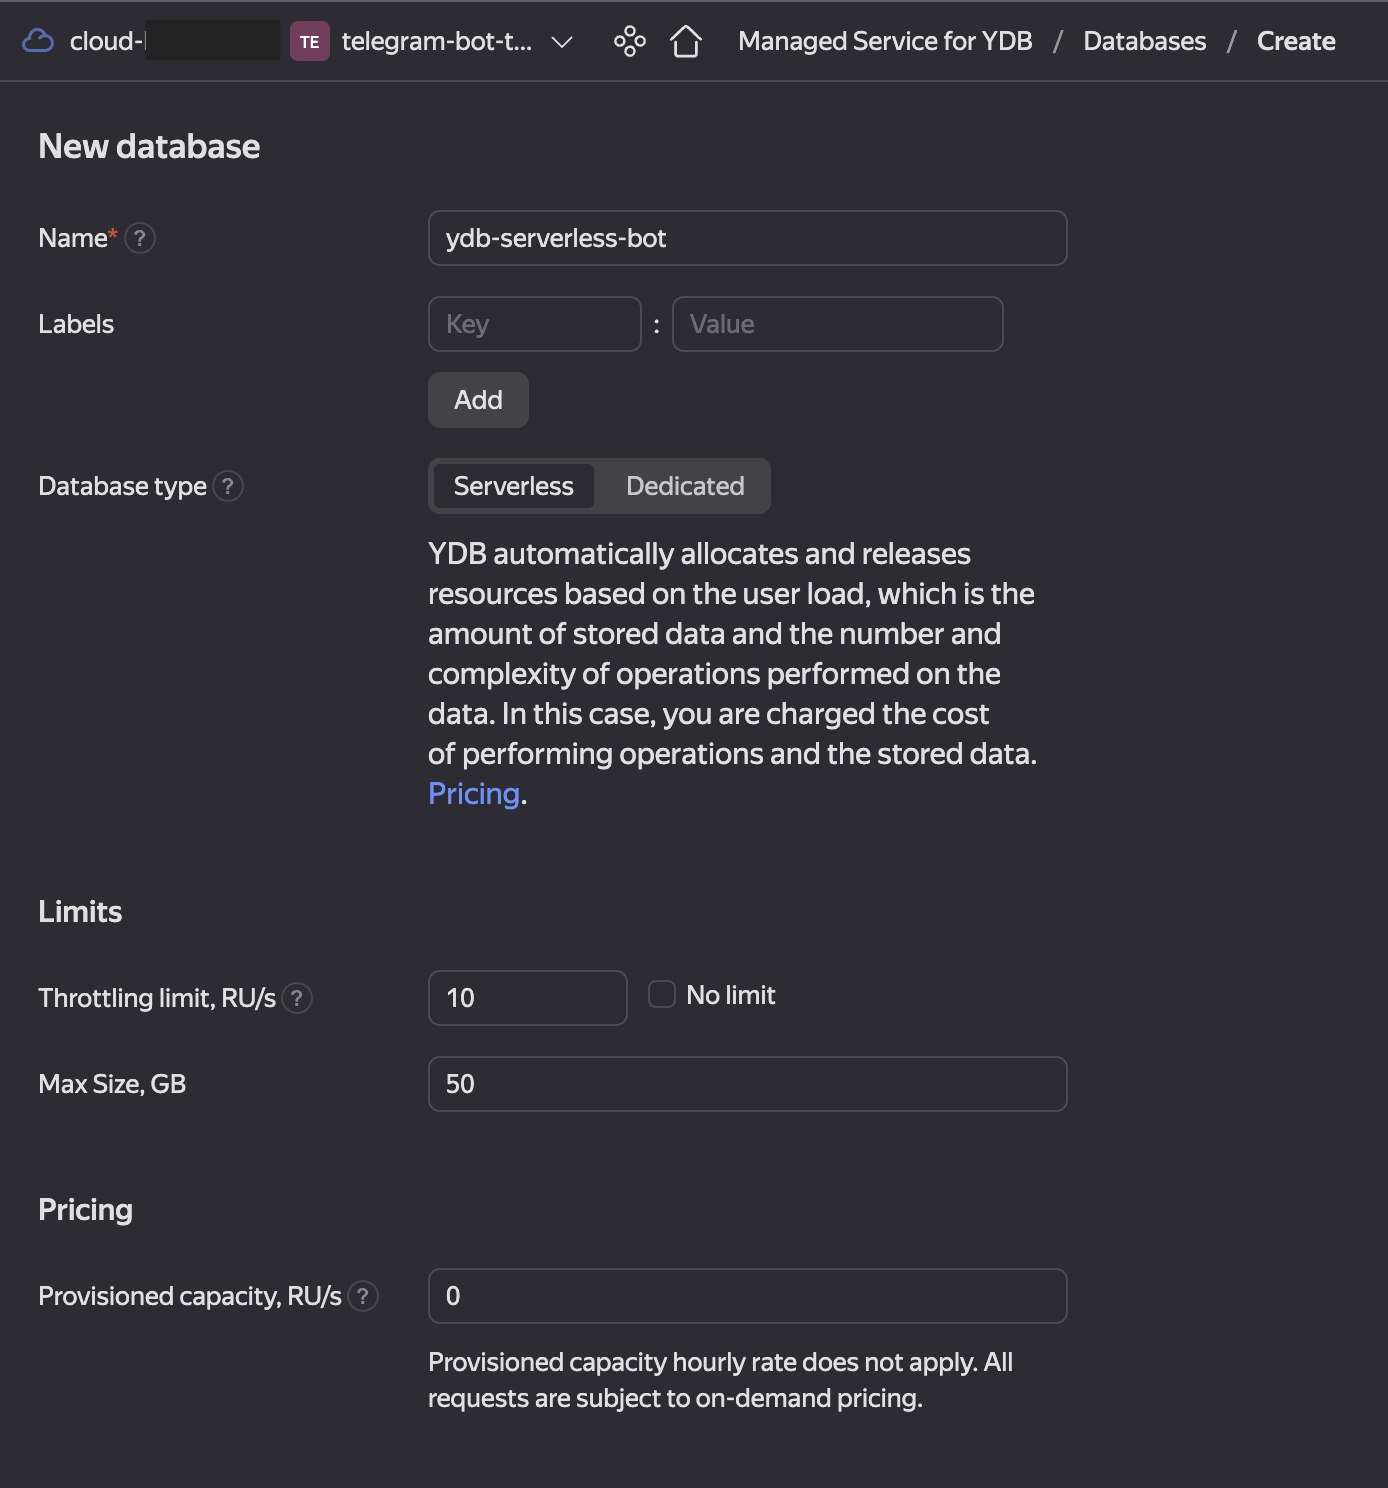 cloud-
TE telegram-bot-t... Managed Service for YDB / Databases / Create
New database
Name* ? ydb-serverless-bot
Labels Key : Value
Add
Database type ? Serverless Dedicated
YDB automatically allocates and releases
resources based on the user load, which is the
amount of stored data and the number and
complexity of operations performed on the
data. In this case, you are charged the cost
of performing operations and the stored data.
Pricing.
Limits
Throttling limit, RU/s ? 10 No limit
Max Size, GB 50
Pricing
Provisioned capacity, RU/s ? 0
Provisioned capacity hourly rate does not apply. All
requests are subject to on-demand pricing.